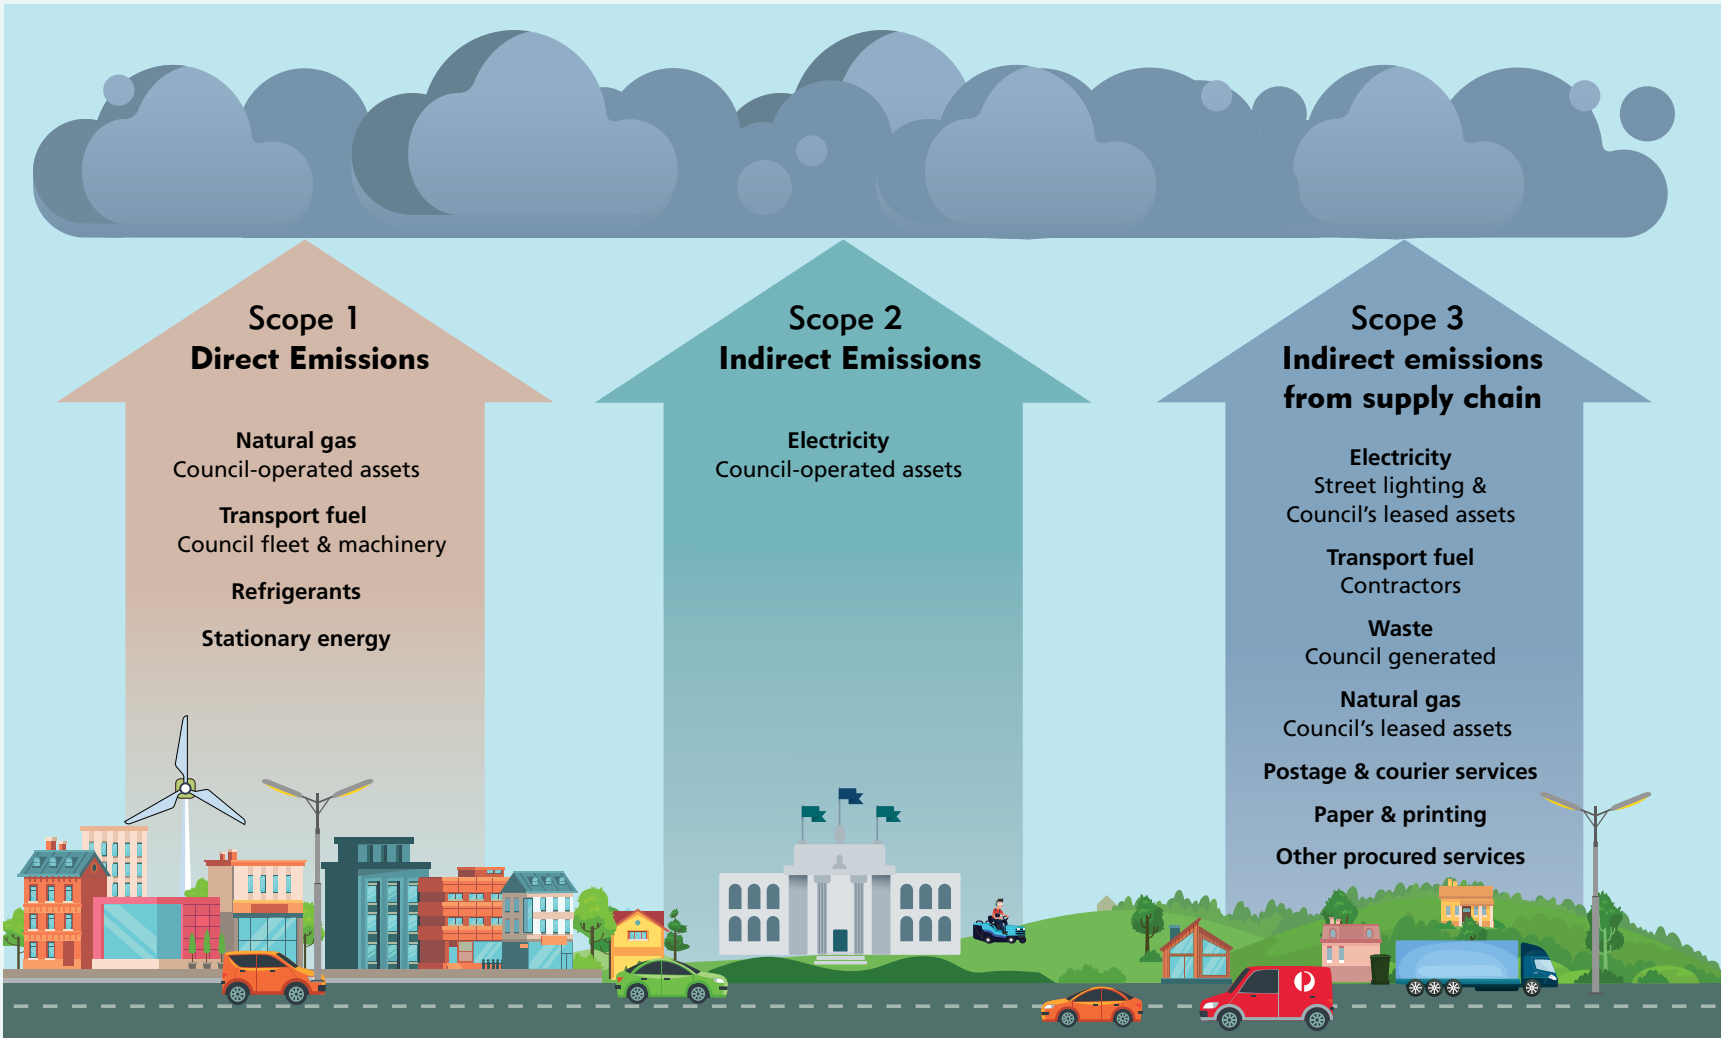 Scope 1
Direct Emissions
Natural gas
Council-operated assets
Transport fuel
Council fleet & machinery
Refrigerants
Stationary energy
Scope 2
Indirect Emissions
Electricity
Council-operated assets
Scope 3
Indirect emissions
from supply chain
Electricity
Street lighting &
Council’s leased assets
Transport fuel
Contractors
Waste
Council generated
Natural gas
Council’s leased assets
Postage & courier services
Paper & printing
Other procured services